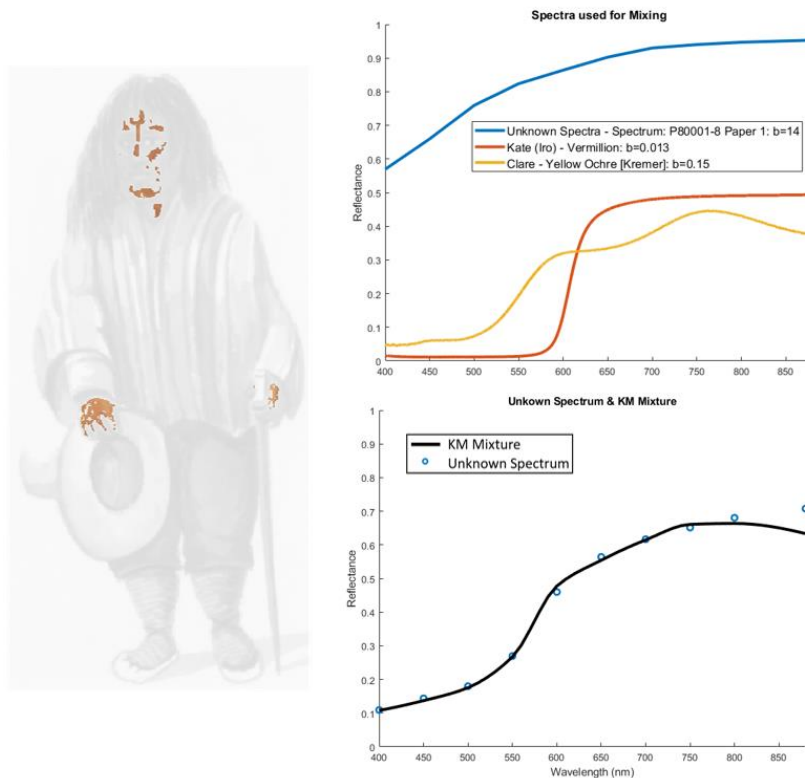 Spectra used for Mixing
1
0.9
0.8
0.7
0.6
0.5
0.4
0.3
0.2
0.1
0
Reflectance
Unknown Spectra - Spectrum: P80001-8 Paper 1: b=14
Kate (Iro) - Vermillion: b=0.013
Clare - Yellow Ochre [Kremer]: b=0.15
400 450 500 550 600 650 700 750 800 850
Unkown Spectrum & KM Mixture
1
0.9
0.8
0.7
0.6
0.5
0.4
0.3
0.2
0.1
0
Reflectance
KM Mixture
Unknown Spectrum
400 450 500 550 600 650 700 750 800 850
Wavelength (nm)